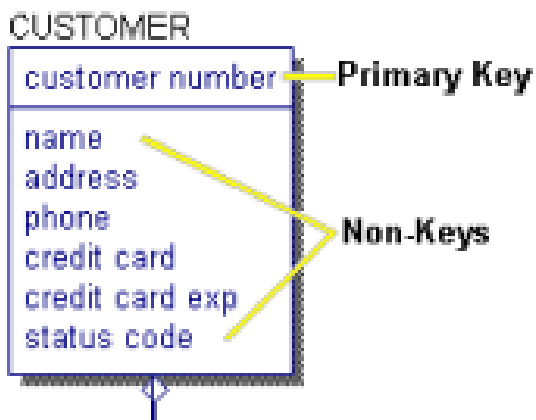 CUSTOMER
customer number
Primary Key
name
address
phone
credit card
credit card exp
status code
Non-Keys